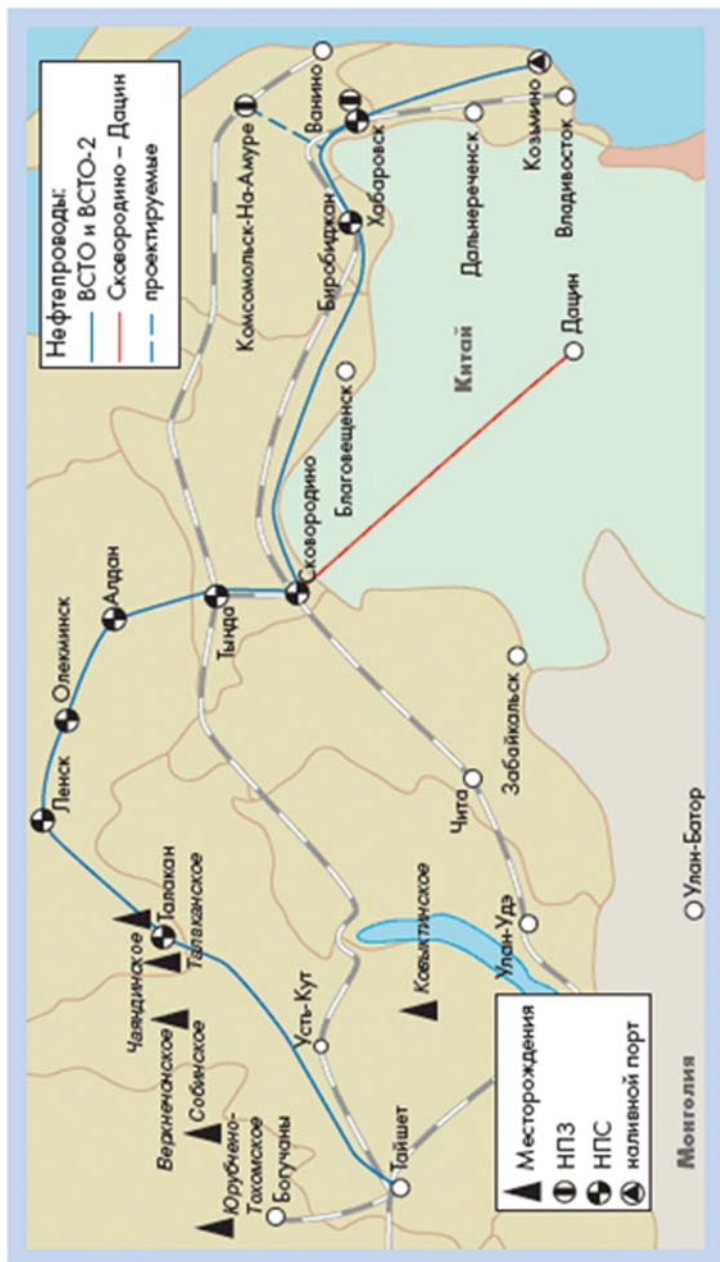 Нефтепроводы:
ВСТО и ВСТО-2
Сковородино – Дацин
проектируемые
Ленск
Олекминск
Алдан
Чаяндинское
Талакан
Талаканское
Верхнечанское
Собинское
Юрубчено-
Тохомское
Богучаны
Тайшет
Усть-Кут
Ковыктинское
Тында
Сковородино
Комсомольск-На-Амуре
Ванино
Биробиджан
Хабаровск
Благовещенск
Дальнереченск
Козьмино
Владивосток
Китай
Дацин
Чита
Забайкальск
Улан-Удэ
Улан-Батор
Монголия
Месторождения
НПЗ
НПС
наливной порт